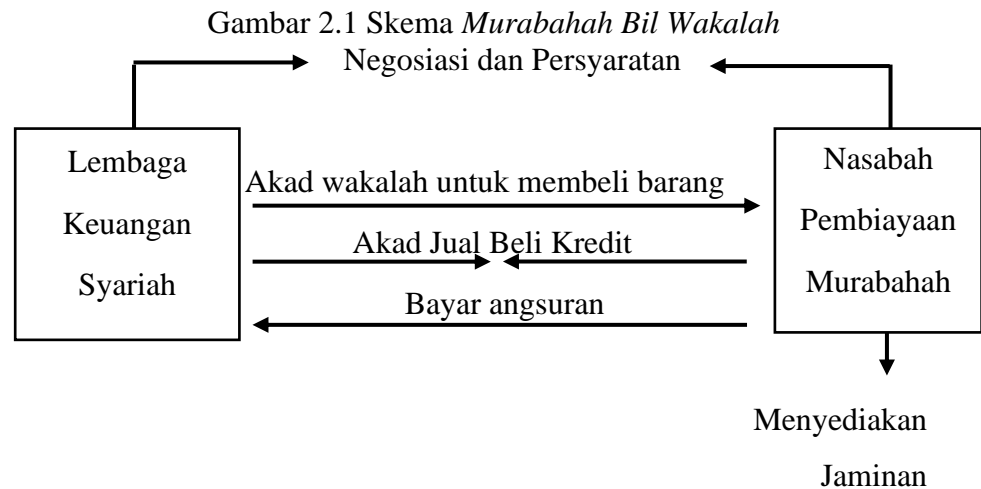 Gambar 2.1 Skema Murabahah Bil Wakalah
Negosiasi dan Persyaratan
Lembaga
Keuangan
Syariah
Akad wakalah untuk membeli barang
Akad Jual Beli Kredit
Bayar angsuran
Nasabah
Pembiayaan
Murabahah
Menyediakan
Jaminan